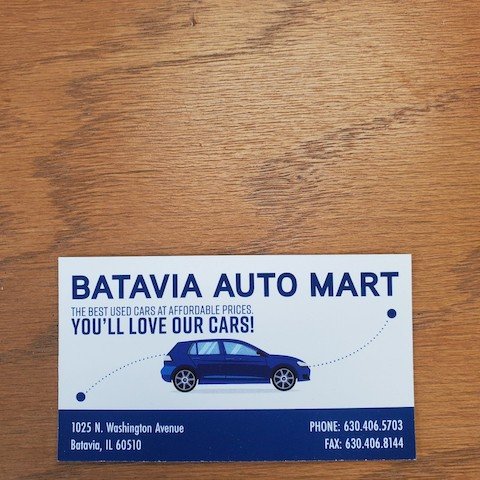 BATAVIA AUTO MART
THE BEST USED CARS AT AFFORDABLE PRICES.
YOU'LL LOVE OUR CARS!
1025 N. Washington Avenue
Batavia, IL 60510
PHONE: 630.406.5703
FAX: 630.406.8144